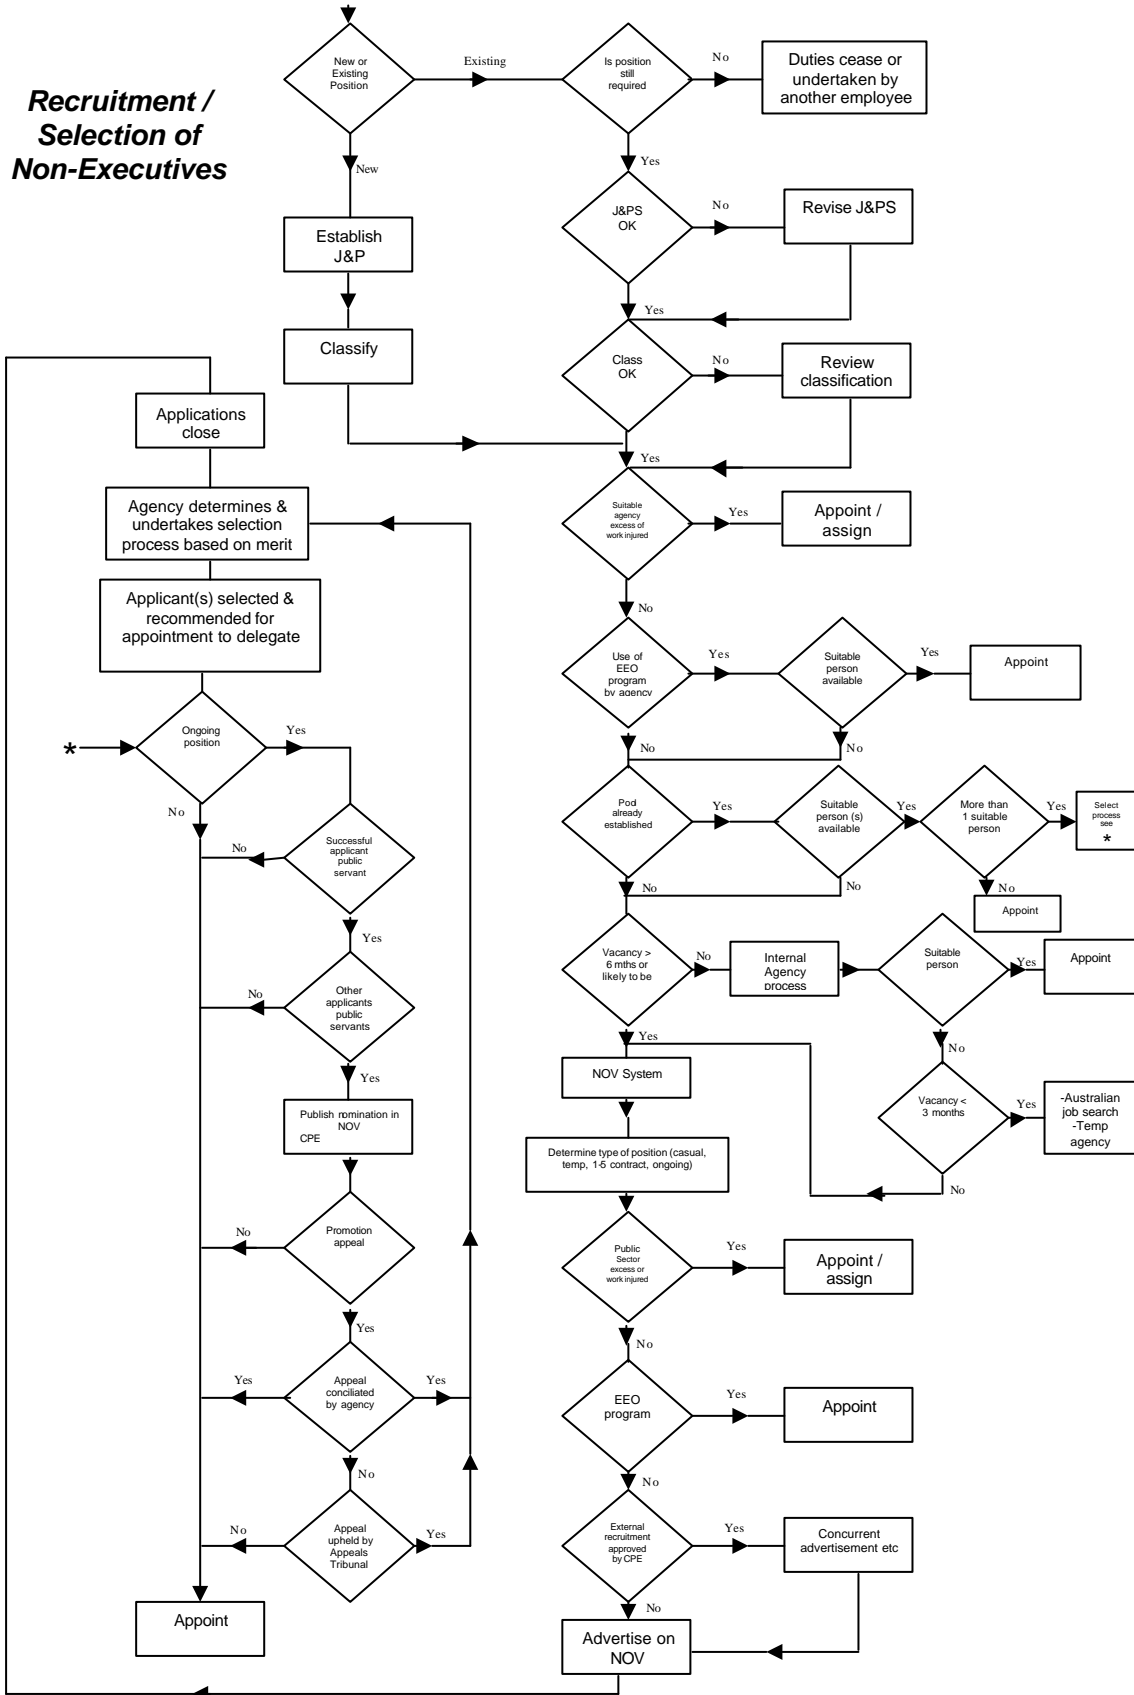 Recruitment /
Selection of
Non-Executives
New or
Existing
Position
Existing
Is position
still
required
No
Duties cease or
undertaken by
another employee
New
Yes
J&PS
OK
No
Revise J&PS
Establish
J&P
Yes
Classify
Class
OK
No
Review
classification
Yes
Suitable
agency
excess of
work injured
Yes
Appoint /
assign
No
Use of
EEO
program
by agency
Yes
Suitable
person
available
Yes
Appoint
No
No
Pool
already
established
Yes
Suitable
person (s)
available
Yes
More than
1 suitable
person
Yes
Select
process
see
*
No
No
No
Appoint
Vacancy >
6 mths or
likely to be
No
Internal
Agency
process
Suitable
person
Yes
Appoint
Yes
No
NOV System
Vacancy <
3 months
Yes
-Australian
job search
-Temp
agency
No
Determine type of position (casual,
temp, 1-5 contract, ongoing)
Public
Sector
excess or
work injured
Yes
Appoint /
assign
No
EEO
program
Yes
Appoint
No
External
recruitment
approved
by CPE
Yes
Concurrent
advertisement etc
No
Advertise on
NOV
Applications
close
Agency determines &
undertakes selection
process based on merit
Applicant(s) selected &
recommended for
appointment to delegate
*
Ongoing
position
Yes
No
Successful
applicant
public
servant
No
Yes
Other
applicants
public
servants
No
Yes
Publish nomination in
NOV
CPE
Promotion
appeal
No
Yes
Appeal
conciliated
by agency
Yes
Yes
No
Appeal
upheld by
Appeals
Tribunal
No
Yes
Appoint